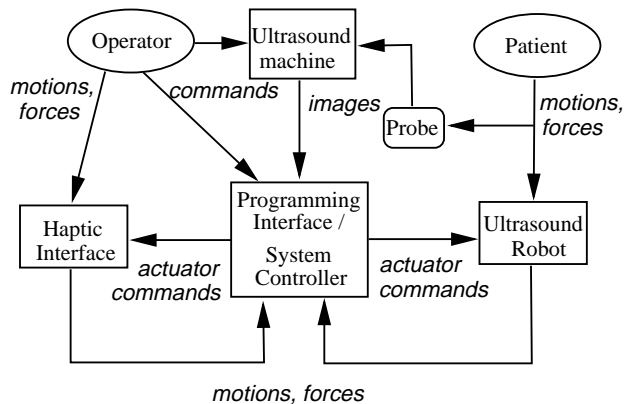 Operator
Ultrasound
machine
Patient
motions,
forces
commands
images
Probe
motions,
forces
Haptic
Interface
Programming
Interface /
System
Controller
Ultrasound
Robot
actuator
commands
actuator
commands
motions, forces